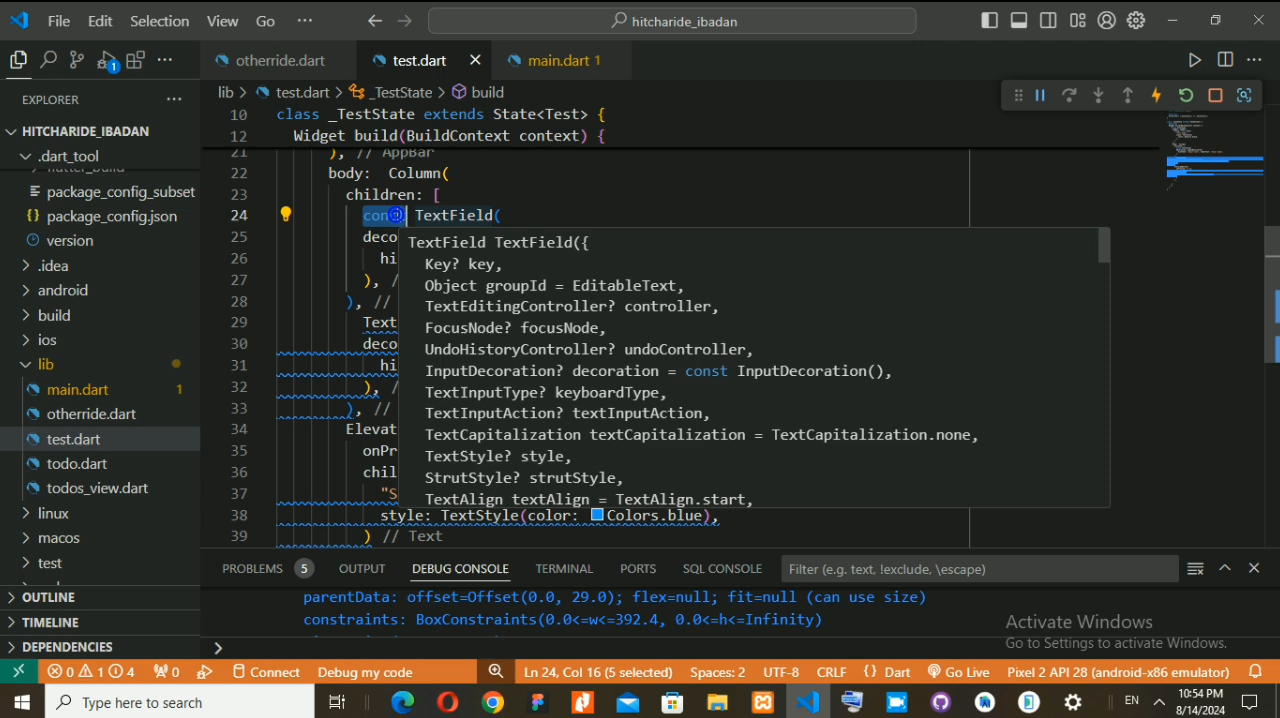 File Edit Selection View Go ··· hitcharide_ibadan
otherride.dart test.dart main.dart 1
EXPLORER
lib > test.dart > _TestState > build
HITCHARIDE_IBADAN
.dart_tool
package_config_subset
package_config.json
version
.idea
android
build
ios
lib
main.dart 1
otherride.dart
test.dart
todo.dart
todos_view.dart
linux
macos
test
OUTLINE
TIMELINE
DEPENDENCIES
10 class _TestState extends State<Test> {
12 Widget build(BuildContext context) {
21 ), // AppBar
22 body: Column(
23 children: [
24 const TextField(
25 deco
26 hi
27 ), /
28 ), //
29 Text
30 deco
31 hi
32 ), /
33 ), //
34 Elevat
35 onPr
36 chil
37 "S
38 style: TextStyle(color: Colors.blue),
39 ) // Text
TextField TextField({
Key? key,
Object groupId = EditableText,
TextEditingController? controller,
FocusNode? focusNode,
UndoHistoryController? undoController,
InputDecoration? decoration = const InputDecoration(),
TextInputType? keyboardType,
TextInputAction? textInputAction,
TextCapitalization textCapitalization = TextCapitalization.none,
TextStyle? style,
StrutStyle? strutStyle,
TextAlign textAlign = TextAlign.start,
PROBLEMS 5 OUTPUT DEBUG CONSOLE TERMINAL PORTS SQL CONSOLE Filter (e.g. text, !exclude, \escape)
parentData: offset=Offset(0.0, 29.0); flex=null; fit=null (can use size)
constraints: BoxConstraints(0.0<=w<=392.4, 0.0<=h<=Infinity)
Activate Windows
Go to Settings to activate Windows.
0 0 4 0 Connect Debug my code Ln 24, Col 16 (5 selected) Spaces: 2 UTF-8 CRLF {} Dart Go Live Pixel 2 API 28 (android-x86 emulator)
Type here to search
EN
10:54 PM
8/14/2024